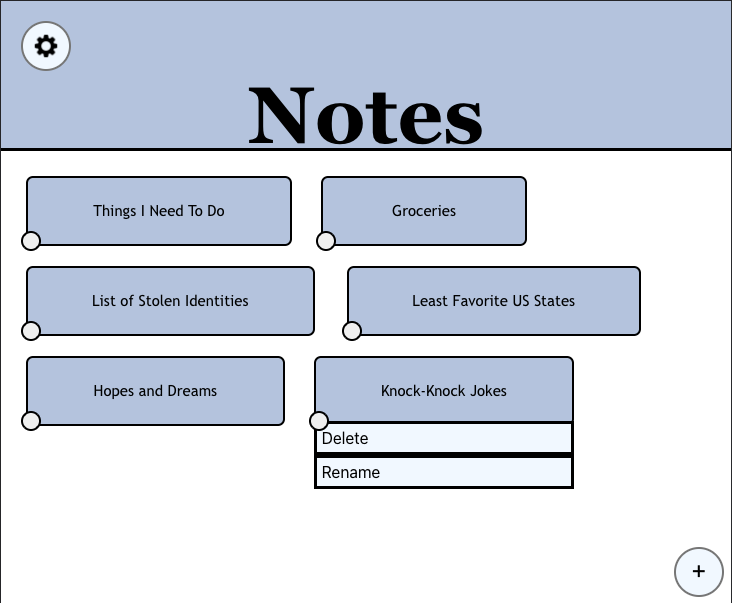 Notes
Things I Need To Do
Groceries
List of Stolen Identities
Least Favorite US States
Hopes and Dreams
Knock-Knock Jokes
Delete
Rename
+